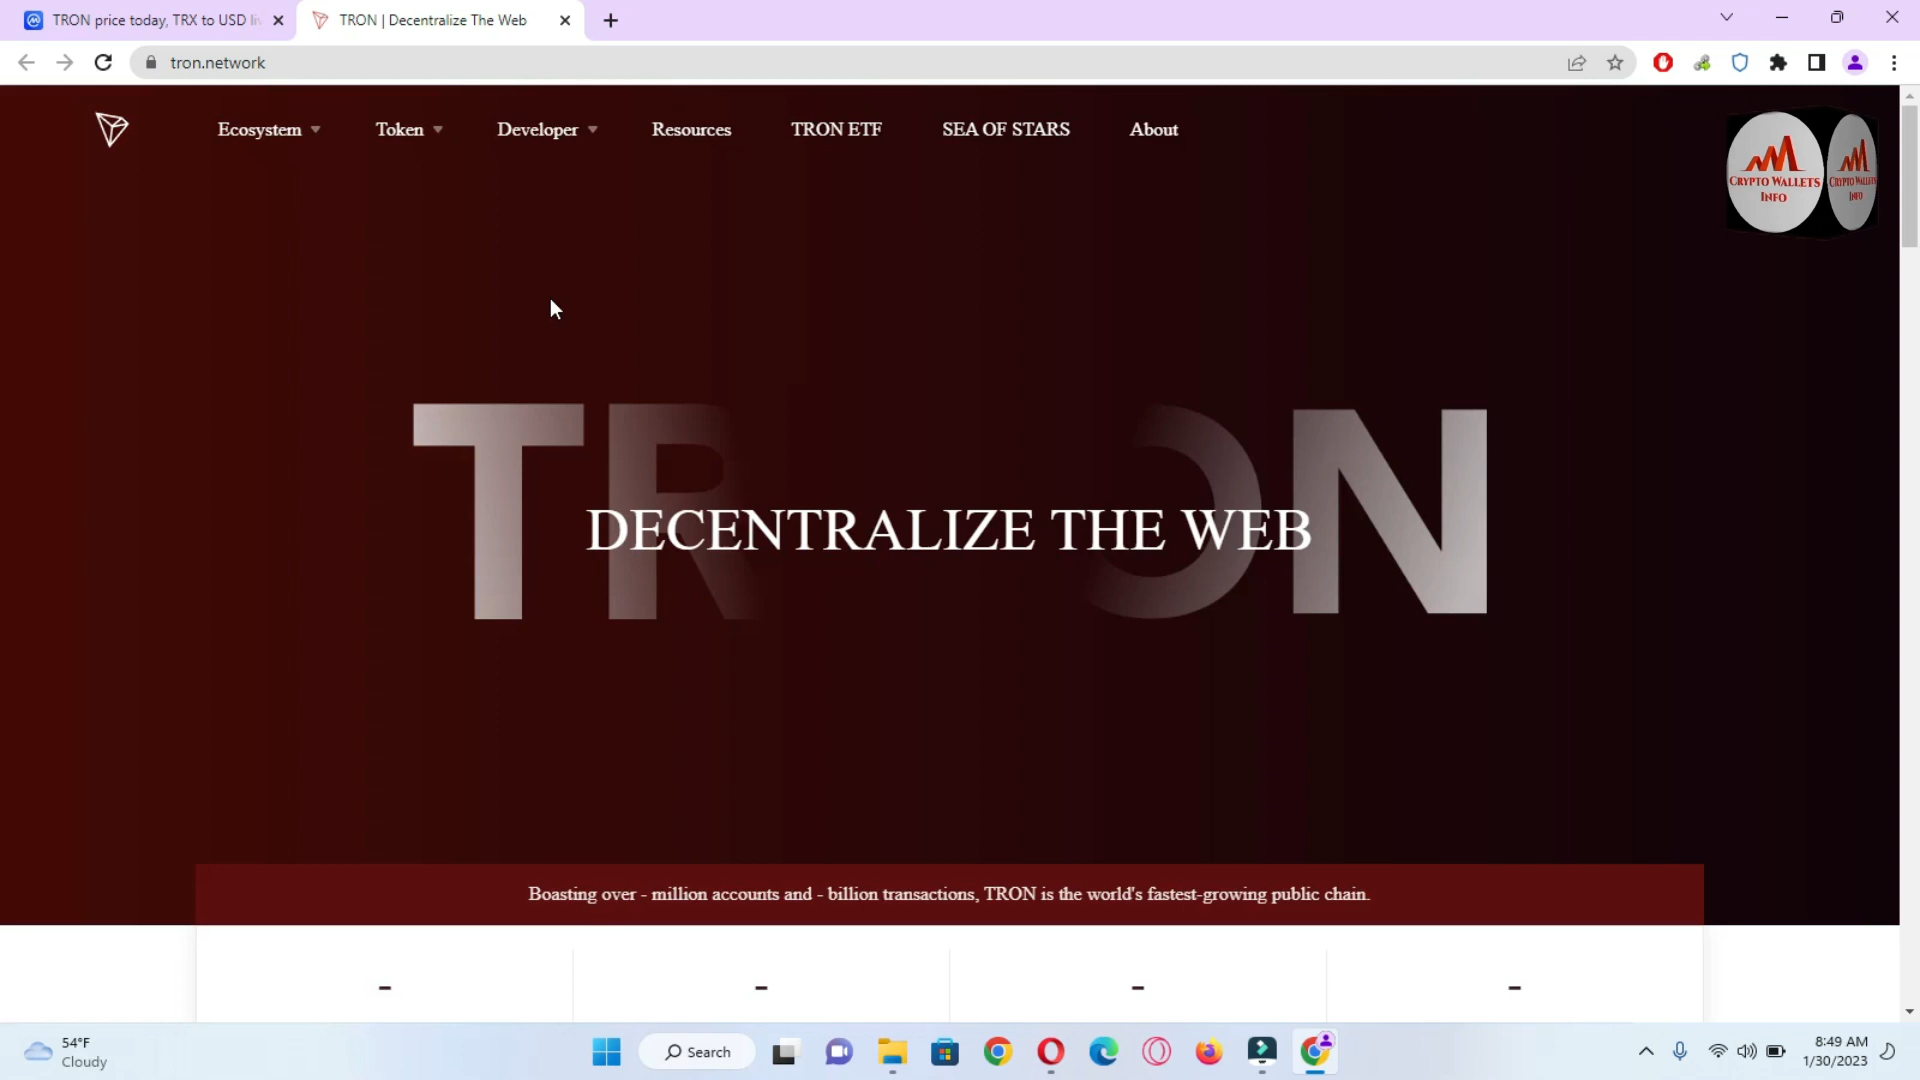 TRON price today, TRX to USD li
TRON | Decentralize The Web
tron.network
Ecosystem
Token
Developer
Resources
TRON ETF
SEA OF STARS
About
CRYPTO WALLETS
INFO
CRYPTO WALLETS
INFO
TRON
DECENTRALIZE THE WEB
Boasting over - million accounts and - billion transactions, TRON is the world's fastest-growing public chain.
-
-
-
-
54°F
Cloudy
Search
8:49 AM
1/30/2023